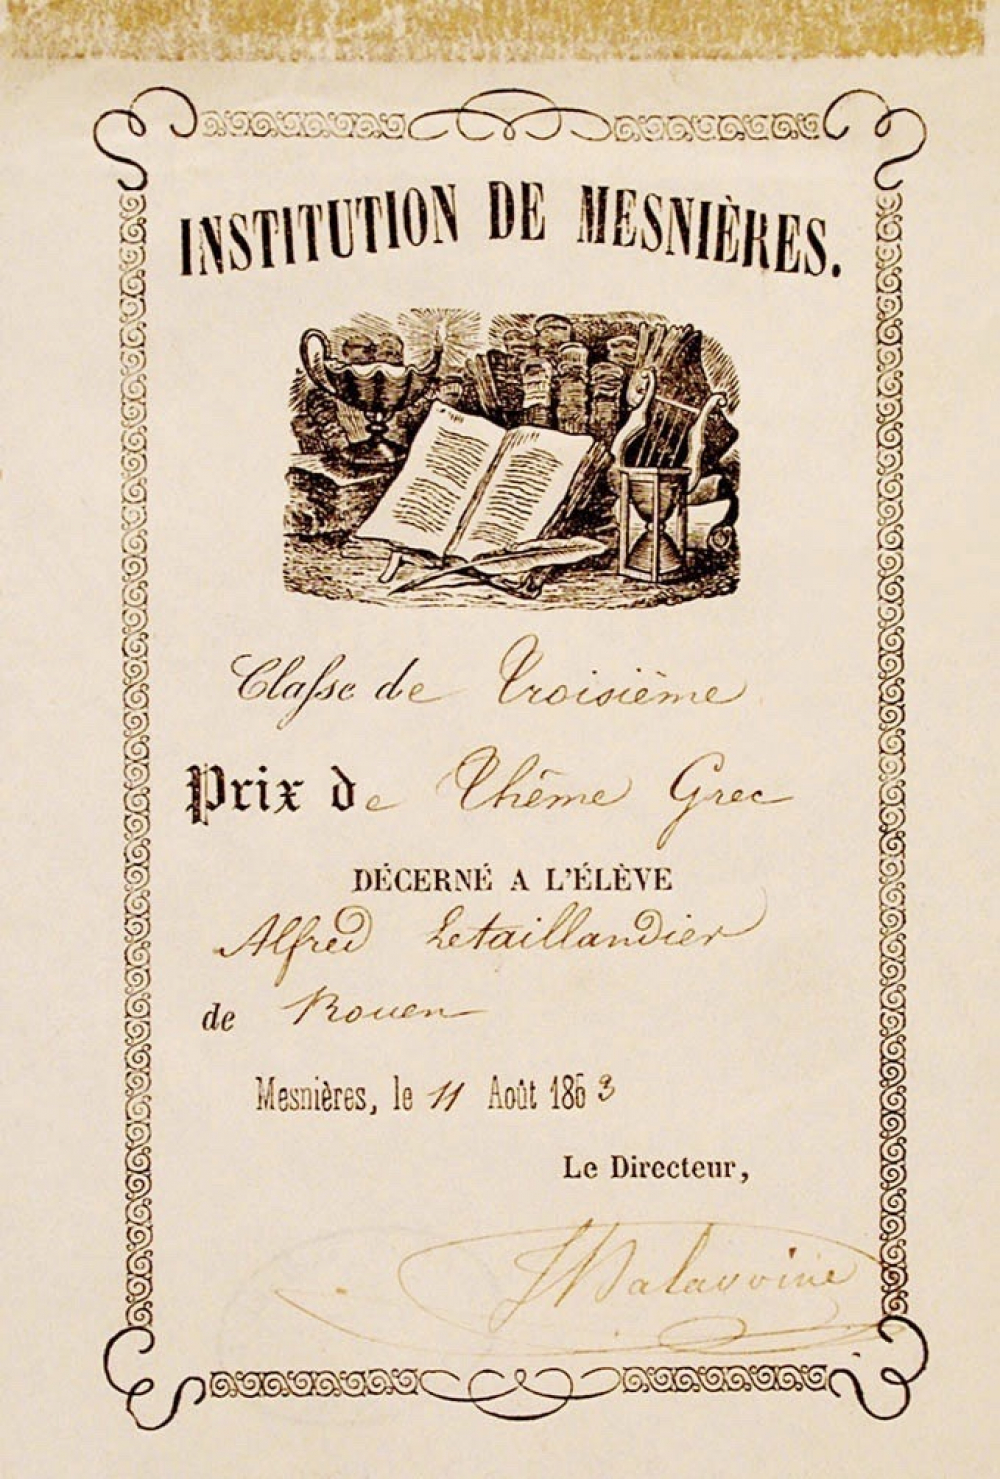 INSTITUTION DE MESNIÈRES.
Classe de Troisième
Prix de Thême Grec
DÉCERNÉ A L'ÉLÈVE
Alfred Letaillandier
de Rouen
Mesnières, le 11 Août 1863
Le Directeur,